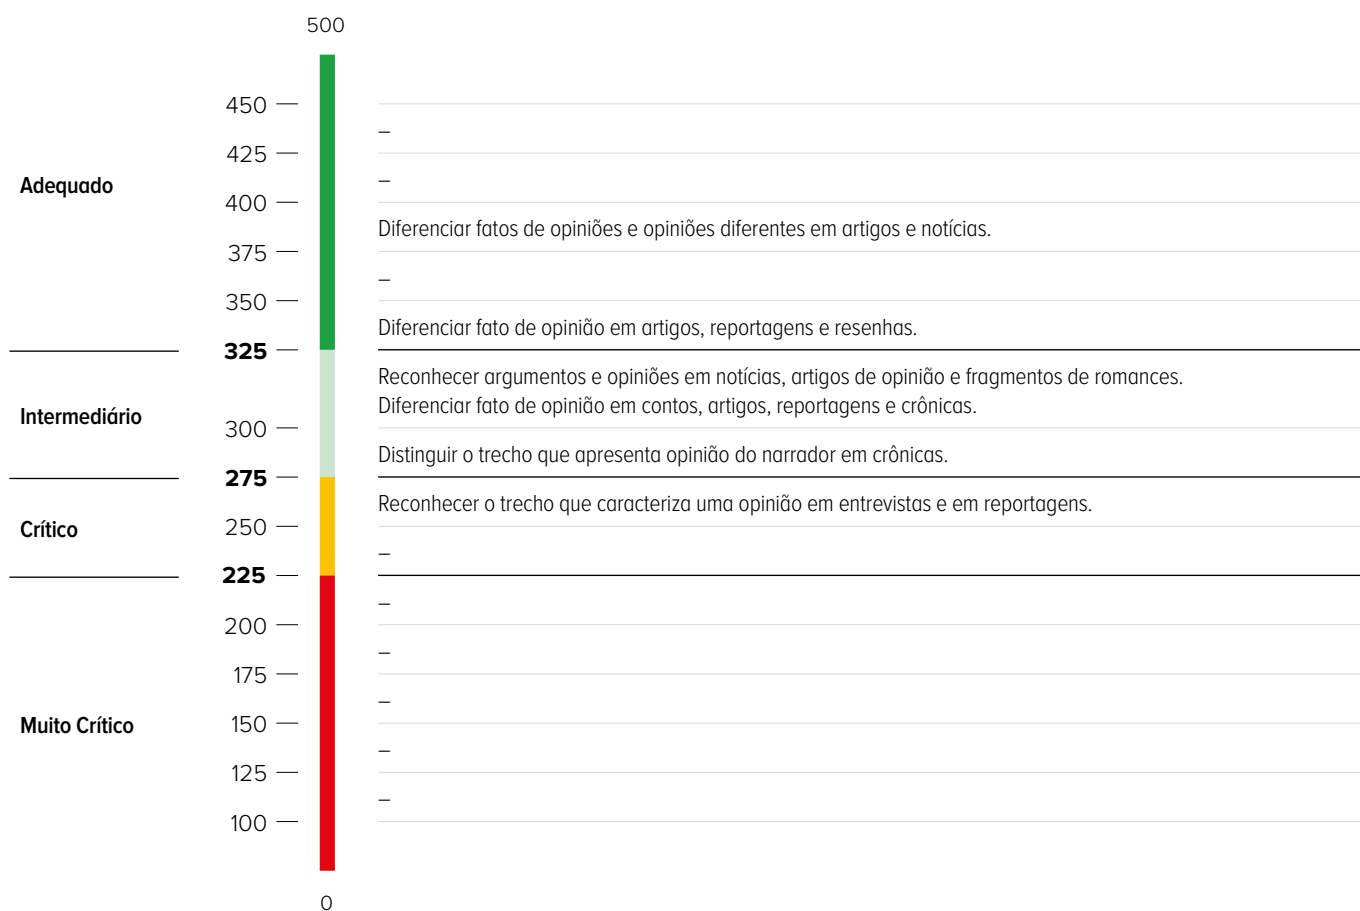 500
450
–
425
–
Adequado
400
Diferenciar fatos de opiniões e opiniões diferentes em artigos e notícias.
375
–
350
Diferenciar fato de opinião em artigos, reportagens e resenhas.
325
Reconhecer argumentos e opiniões em notícias, artigos de opinião e fragmentos de romances.
Diferenciar fato de opinião em contos, artigos, reportagens e crônicas.
Intermediário
300
Distinguir o trecho que apresenta opinião do narrador em crônicas.
275
Reconhecer o trecho que caracteriza uma opinião em entrevistas e em reportagens.
250
Crítico
–
225
–
200
–
175
–
150
Muito Crítico
–
125
–
100
0